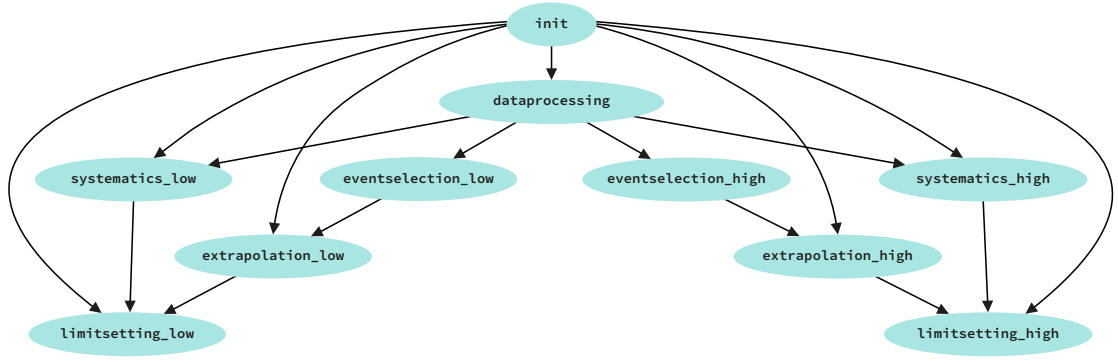 init
dataprocessing
systematics_low
eventselection_low
eventselection_high
systematics_high
extrapolation_low
extrapolation_high
limitsetting_low
limitsetting_high